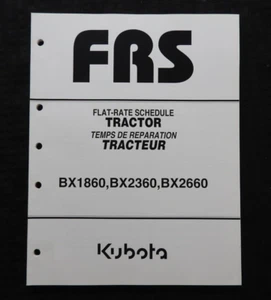 FRS
FLAT-RATE SCHEDULE
TRACTOR
TEMPS DE REPARATION
TRACTEUR
BX1860,BX2360,BX2660
Kubota